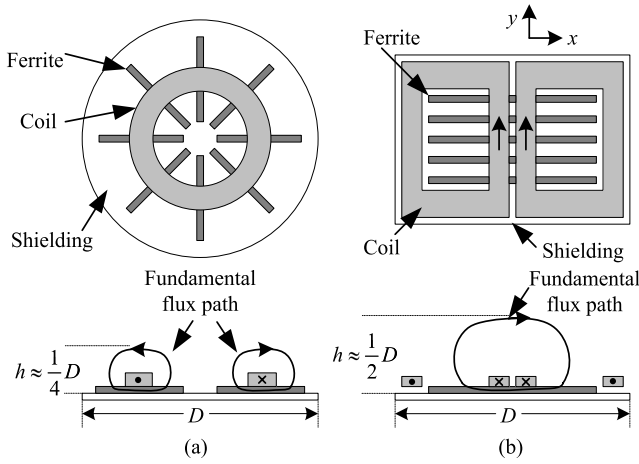 Ferrite
Coil
Shielding
Fundamental
flux path
h ≈ 1/4 D
D
(a)
y
x
Ferrite
Coil
Shielding
Fundamental
flux path
h ≈ 1/2 D
D
(b)